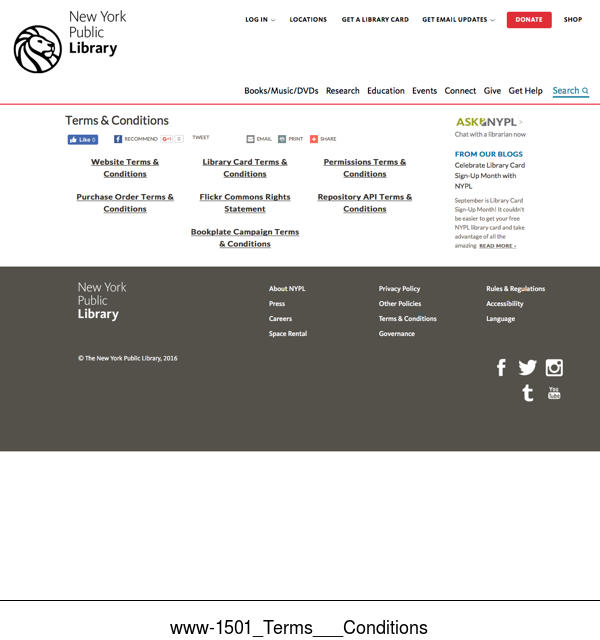 New York
Public
Library
LOG IN
LOCATIONS
GET A LIBRARY CARD
GET EMAIL UPDATES
DONATE
SHOP
Books/Music/DVDs Research Education Events Connect Give Get Help Search
Terms & Conditions
Like 0
RECOMMEND
G+1 0
TWEET
EMAIL
PRINT
SHARE
Website Terms &
Conditions
Library Card Terms &
Conditions
Permissions Terms &
Conditions
Purchase Order Terms &
Conditions
Flickr Commons Rights
Statement
Repository API Terms &
Conditions
Bookplate Campaign Terms
& Conditions
ASK NYPL >
Chat with a librarian now
FROM OUR BLOGS
Celebrate Library Card
Sign-Up Month with
NYPL
September is Library Card
Sign-Up Month! It couldn't
be easier to get your free
NYPL library card and take
advantage of all the
amazing READ MORE ›
New York
Public
Library
About NYPL
Press
Careers
Space Rental
Privacy Policy
Other Policies
Terms & Conditions
Governance
Rules & Regulations
Accessibility
Language
© The New York Public Library, 2016
You
Tube
www-1501_Terms___Conditions